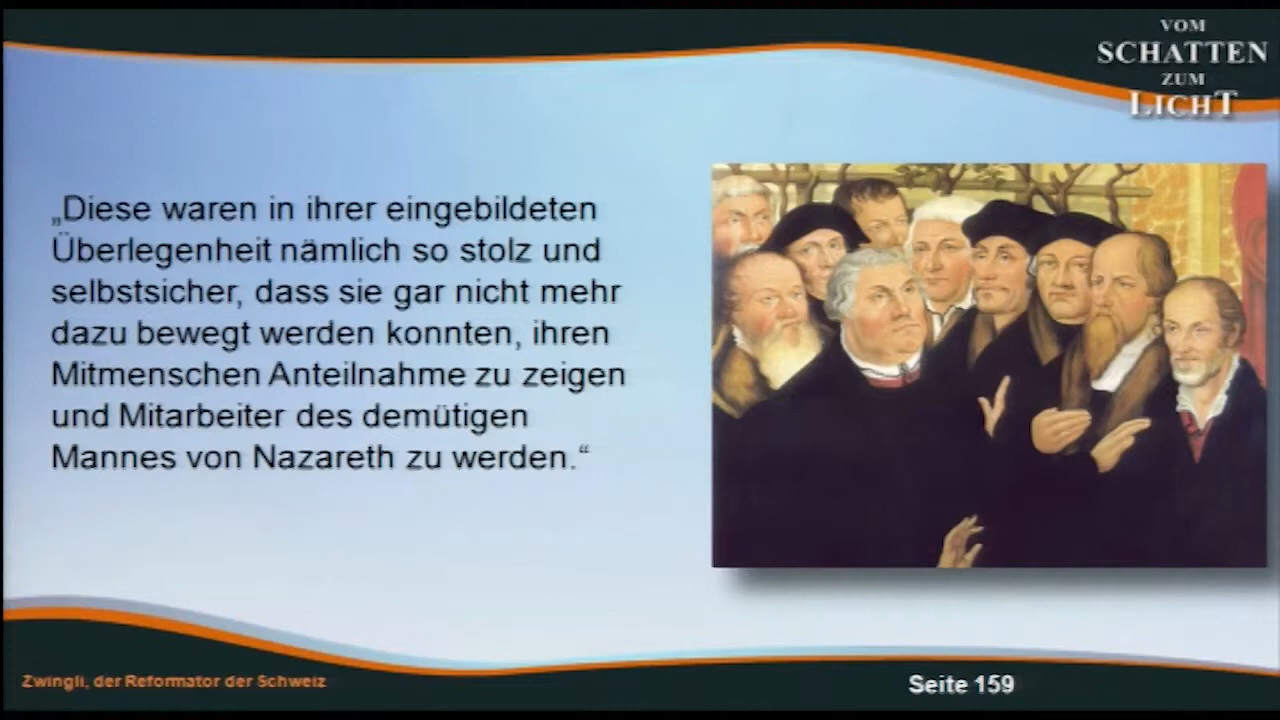 VOM
SCHATTEN
ZUM
LICHT
„Diese waren in ihrer eingebildeten
Überlegenheit nämlich so stolz und
selbstsicher, dass sie gar nicht mehr
dazu bewegt werden konnten, ihren
Mitmenschen Anteilnahme zu zeigen
und Mitarbeiter des demütigen
Mannes von Nazareth zu werden.“
Zwingli, der Reformator der Schweiz
Seite 159